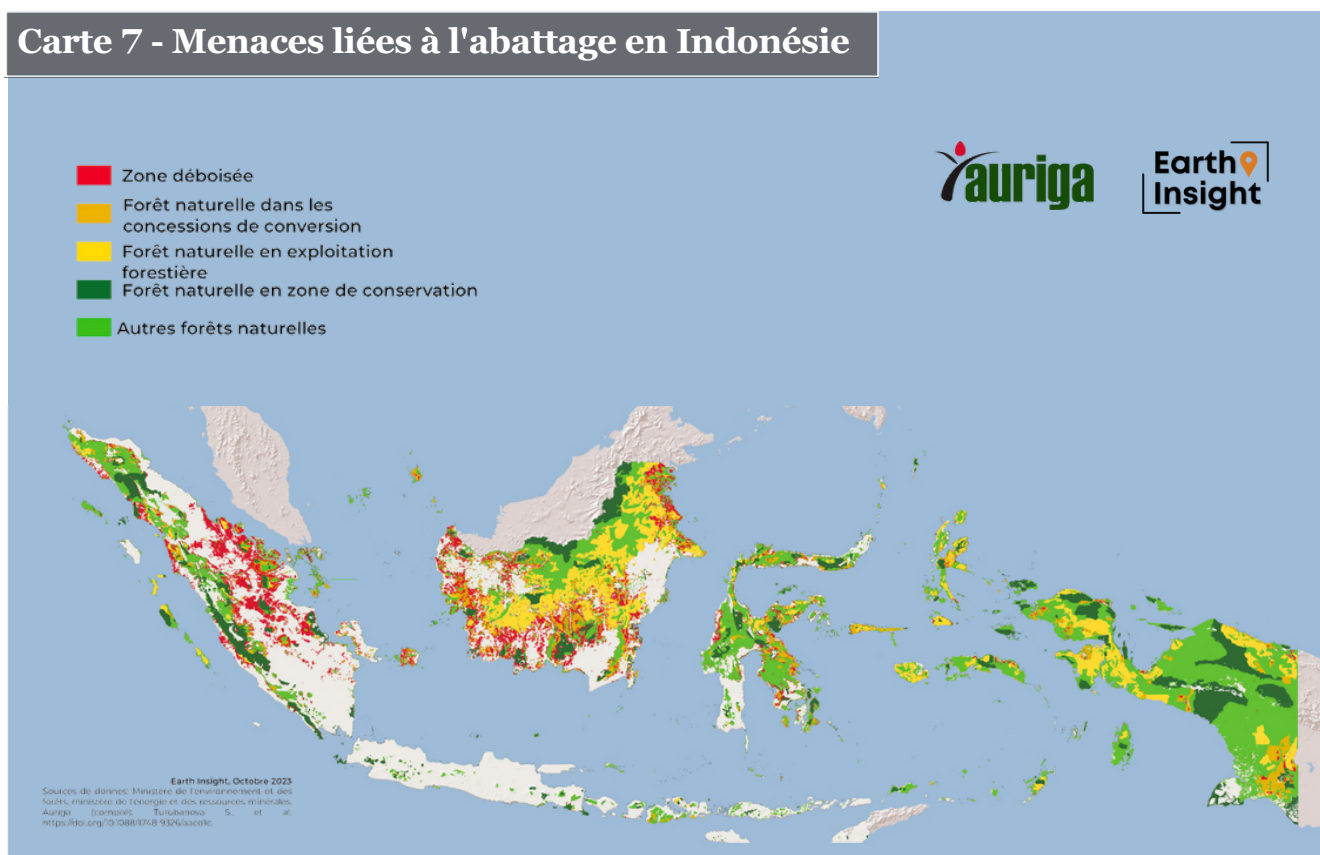 Carte 7 - Menaces liées à l'abattage en Indonésie
Zone déboisée
Forêt naturelle dans les
concessions de conversion
Forêt naturelle en exploitation
forestière
Forêt naturelle en zone de conservation
Autres forêts naturelles
auriga
Earth
Insight
Earth Insight, Octobre 2023
Sources de donnes: Ministère de l'environnement et des
forêts, ministère de l'énergie et des ressources minérales,
Auriga (compilé), Turubanova S., et al.